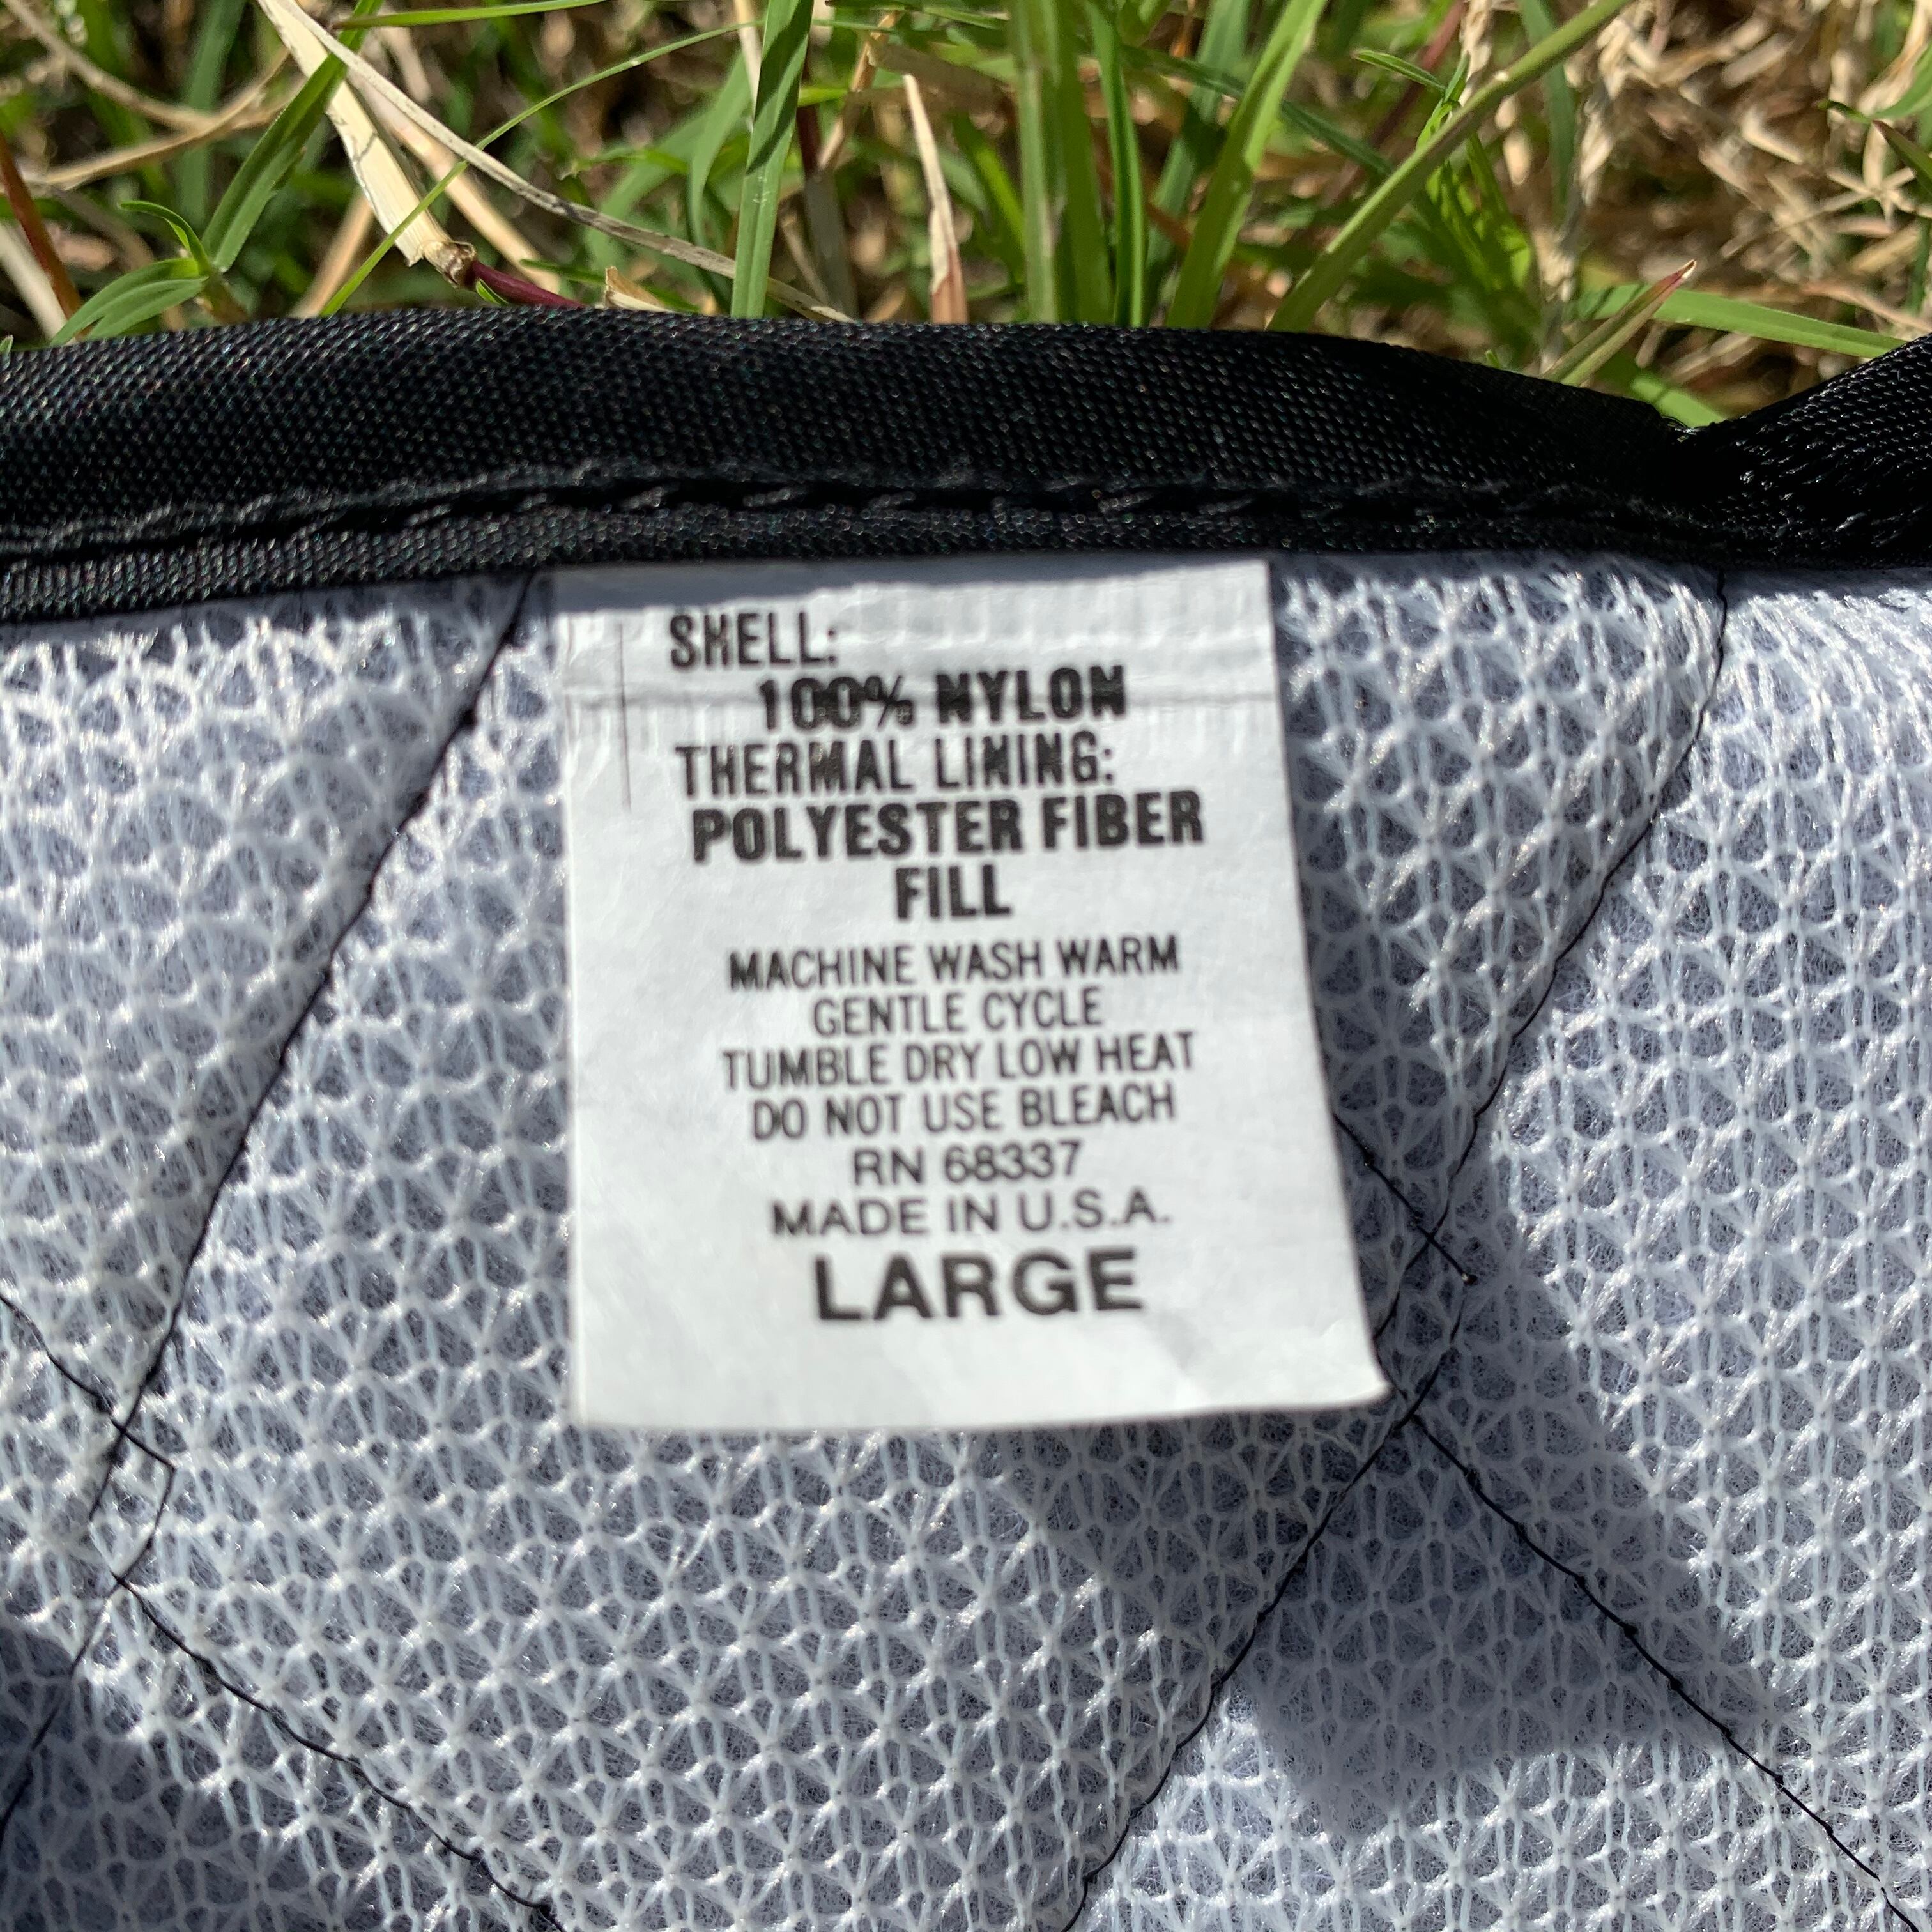 SHELL:
100% NYLON
THERMAL LINING:
POLYESTER FIBER
FILL
MACHINE WASH WARM
GENTLE CYCLE
TUMBLE DRY LOW HEAT
DO NOT USE BLEACH
RN 68337
MADE IN U.S.A.
LARGE